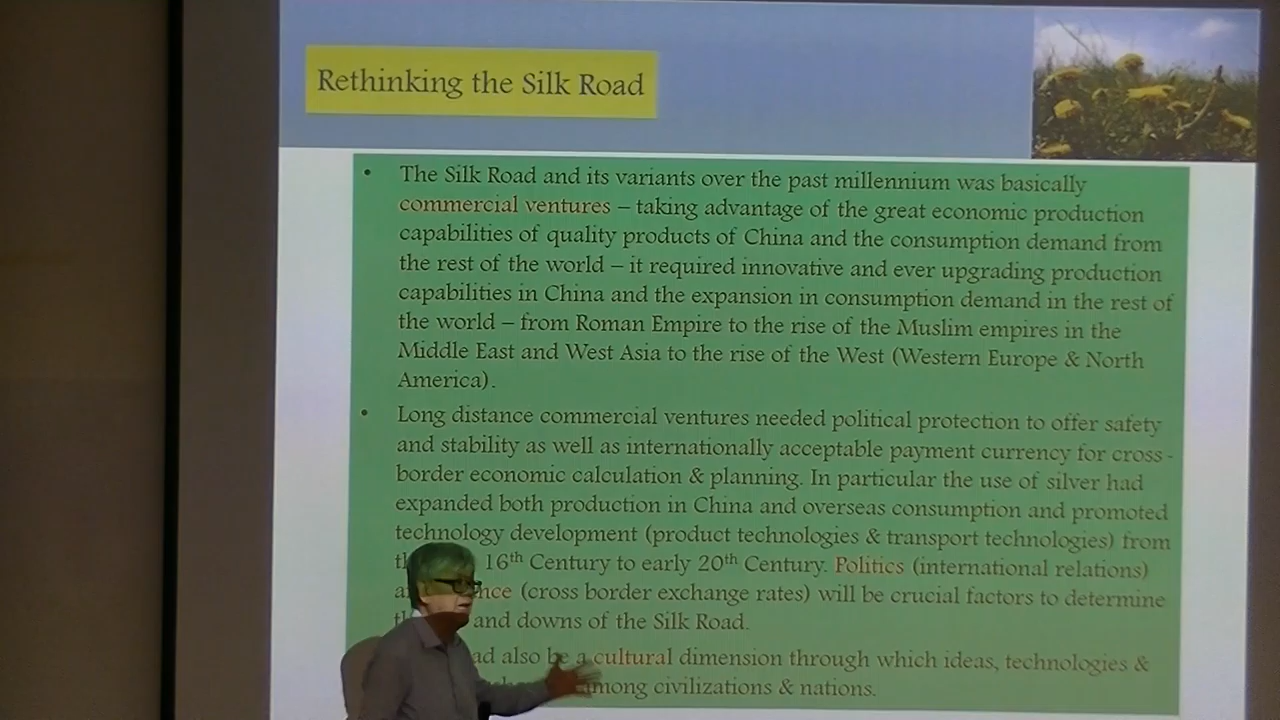 Rethinking the Silk Road
• The Silk Road and its variants over the past millennium was basically
commercial ventures – taking advantage of the great economic production
capabilities of quality products of China and the consumption demand from
the rest of the world – it required innovative and ever upgrading production
capabilities in China and the expansion in consumption demand in the rest of
the world – from Roman Empire to the rise of the Muslim empires in the
Middle East and West Asia to the rise of the West (Western Europe & North
America).
• Long distance commercial ventures needed political protection to offer safety
and stability as well as internationally acceptable payment currency for cross-
border economic calculation & planning. In particular the use of silver had
expanded both production in China and overseas consumption and promoted
technology development (product technologies & transport technologies) from
16th Century to early 20th Century. Politics (international relations)
(cross border exchange rates) will be crucial factors to determine
and downs of the Silk Road.
also be a cultural dimension through which ideas, technologies &
among civilizations & nations.